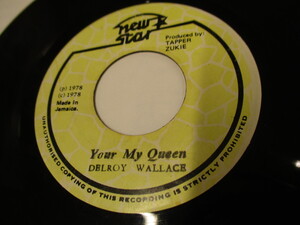 new
star
Produced by:
TAPPER
ZUKIE
(p) 1978
(c) 1978
Made In
Jamaica.
Your My Queen
DELROY WALLACE
UNAUTHORISED COPYING OF THIS RECORDING IS STRICTLY PROHIBITED